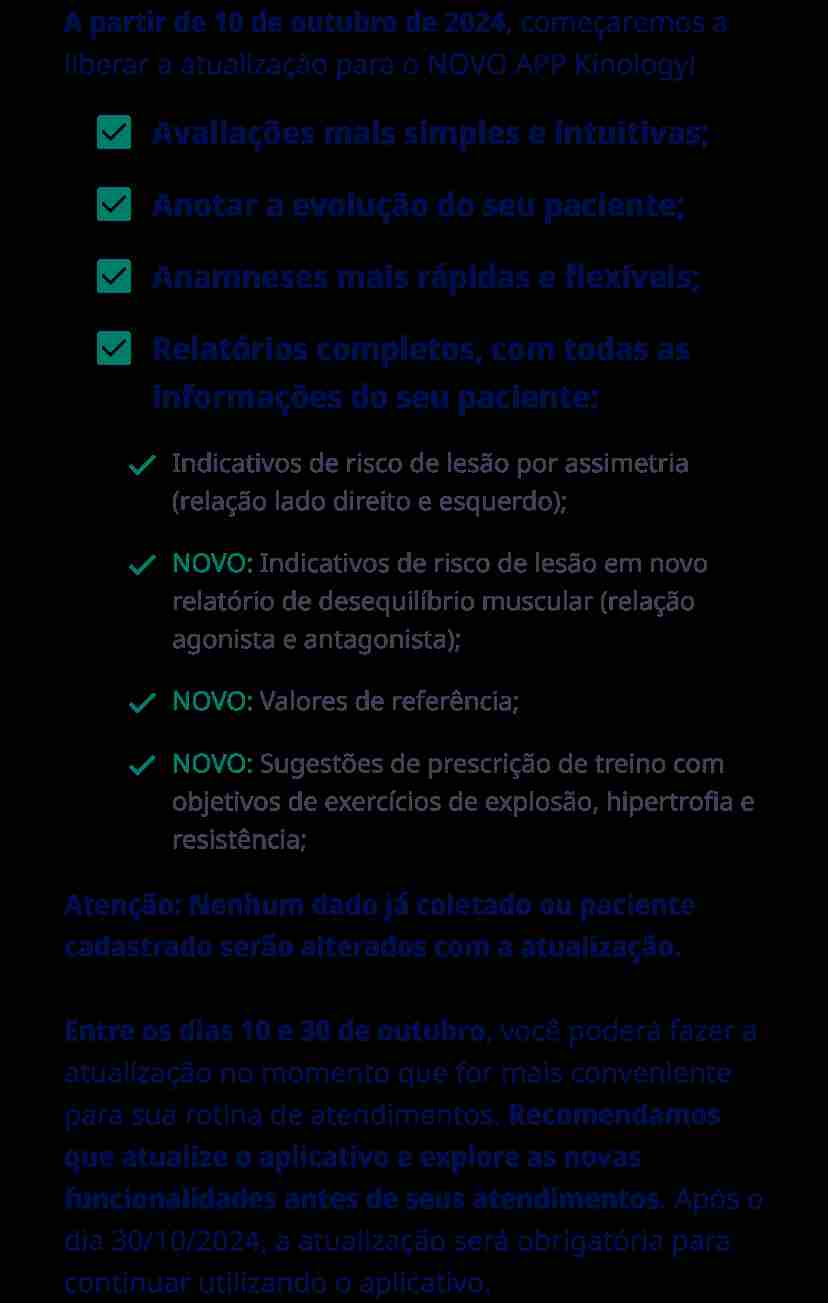 A partir de 10 de outubro de 2024, começaremos a
liberar a atualização para o NOVO APP Kinology!
Avaliações mais simples e intuitivas;
Anotar a evolução do seu paciente;
Anamneses mais rápidas e flexíveis;
Relatórios completos, com todas as
informações do seu paciente:
Indicativos de risco de lesão por assimetria
(relação lado direito e esquerdo);
NOVO: Indicativos de risco de lesão em novo
relatório de desequilíbrio muscular (relação
agonista e antagonista);
NOVO: Valores de referência;
NOVO: Sugestões de prescrição de treino com
objetivos de exercícios de explosão, hipertrofia e
resistência;
Atenção: Nenhum dado já coletado ou paciente
cadastrado serão alterados com a atualização.
Entre os dias 10 e 30 de outubro, você poderá fazer a
atualização no momento que for mais conveniente
para sua rotina de atendimentos. Recomendamos
que atualize o aplicativo e explore as novas
funcionalidades antes de seus atendimentos. Após o
dia 30/10/2024, a atualização será obrigatória para
continuar utilizando o aplicativo.